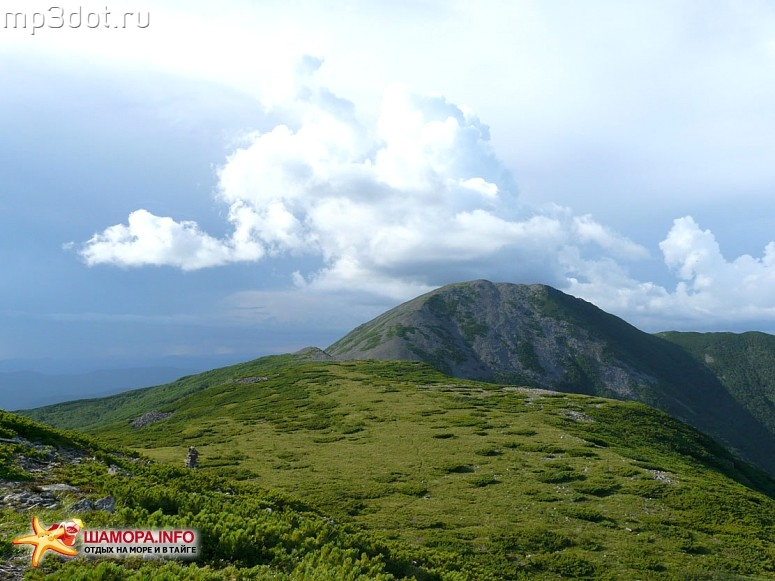 mp3dot.ru
ШАМОРА.INFO
ОТДЫХ НА МОРЕ И В ТАЙГЕ